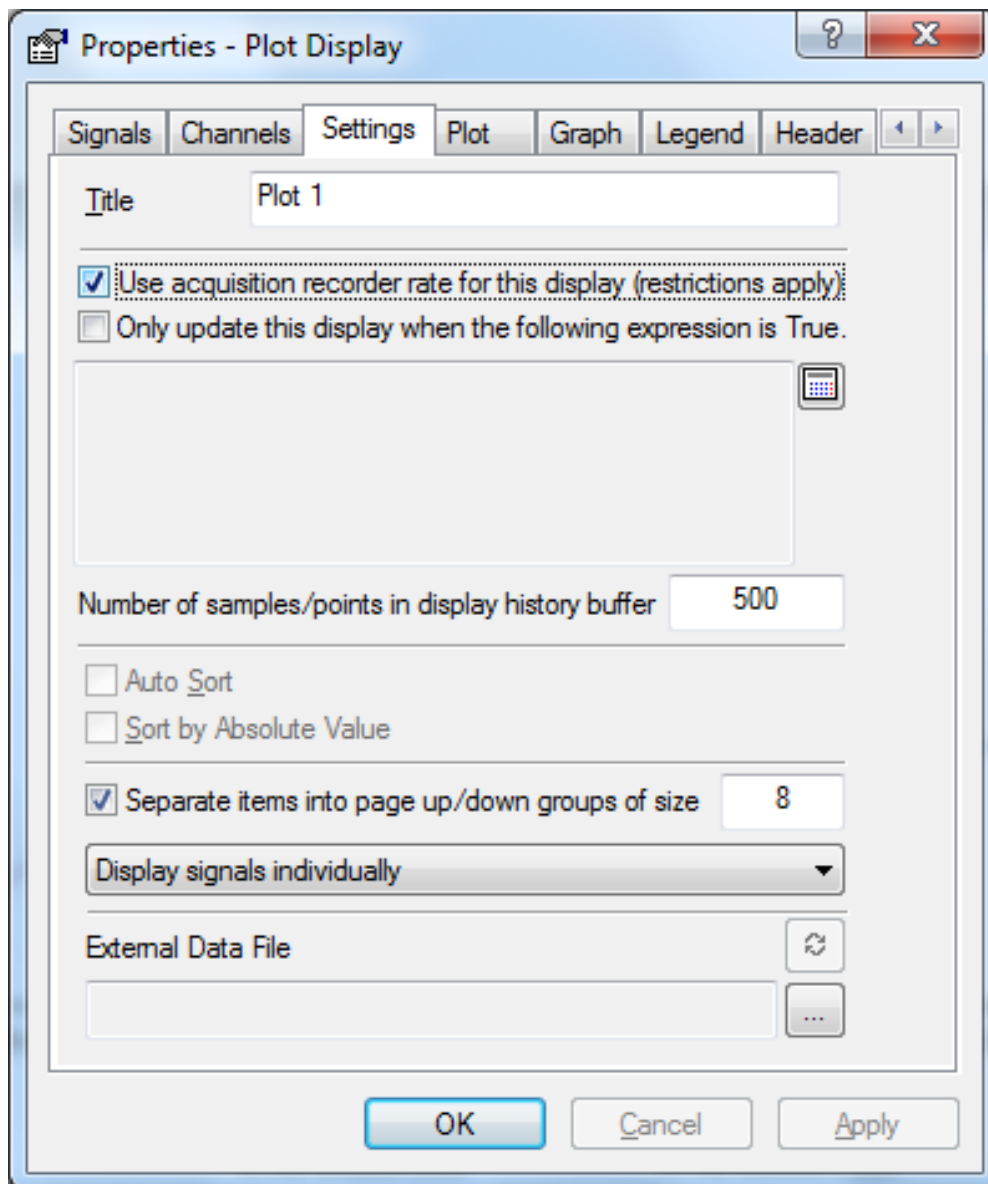 Properties - Plot Display
Signals Channels Settings Plot Graph Legend Header
Title Plot 1
Use acquisition recorder rate for this display (restrictions apply)
Only update this display when the following expression is True.
Number of samples/points in display history buffer 500
Auto Sort
Sort by Absolute Value
Separate items into page up/down groups of size 8
Display signals individually
External Data File
...
OK Cancel Apply